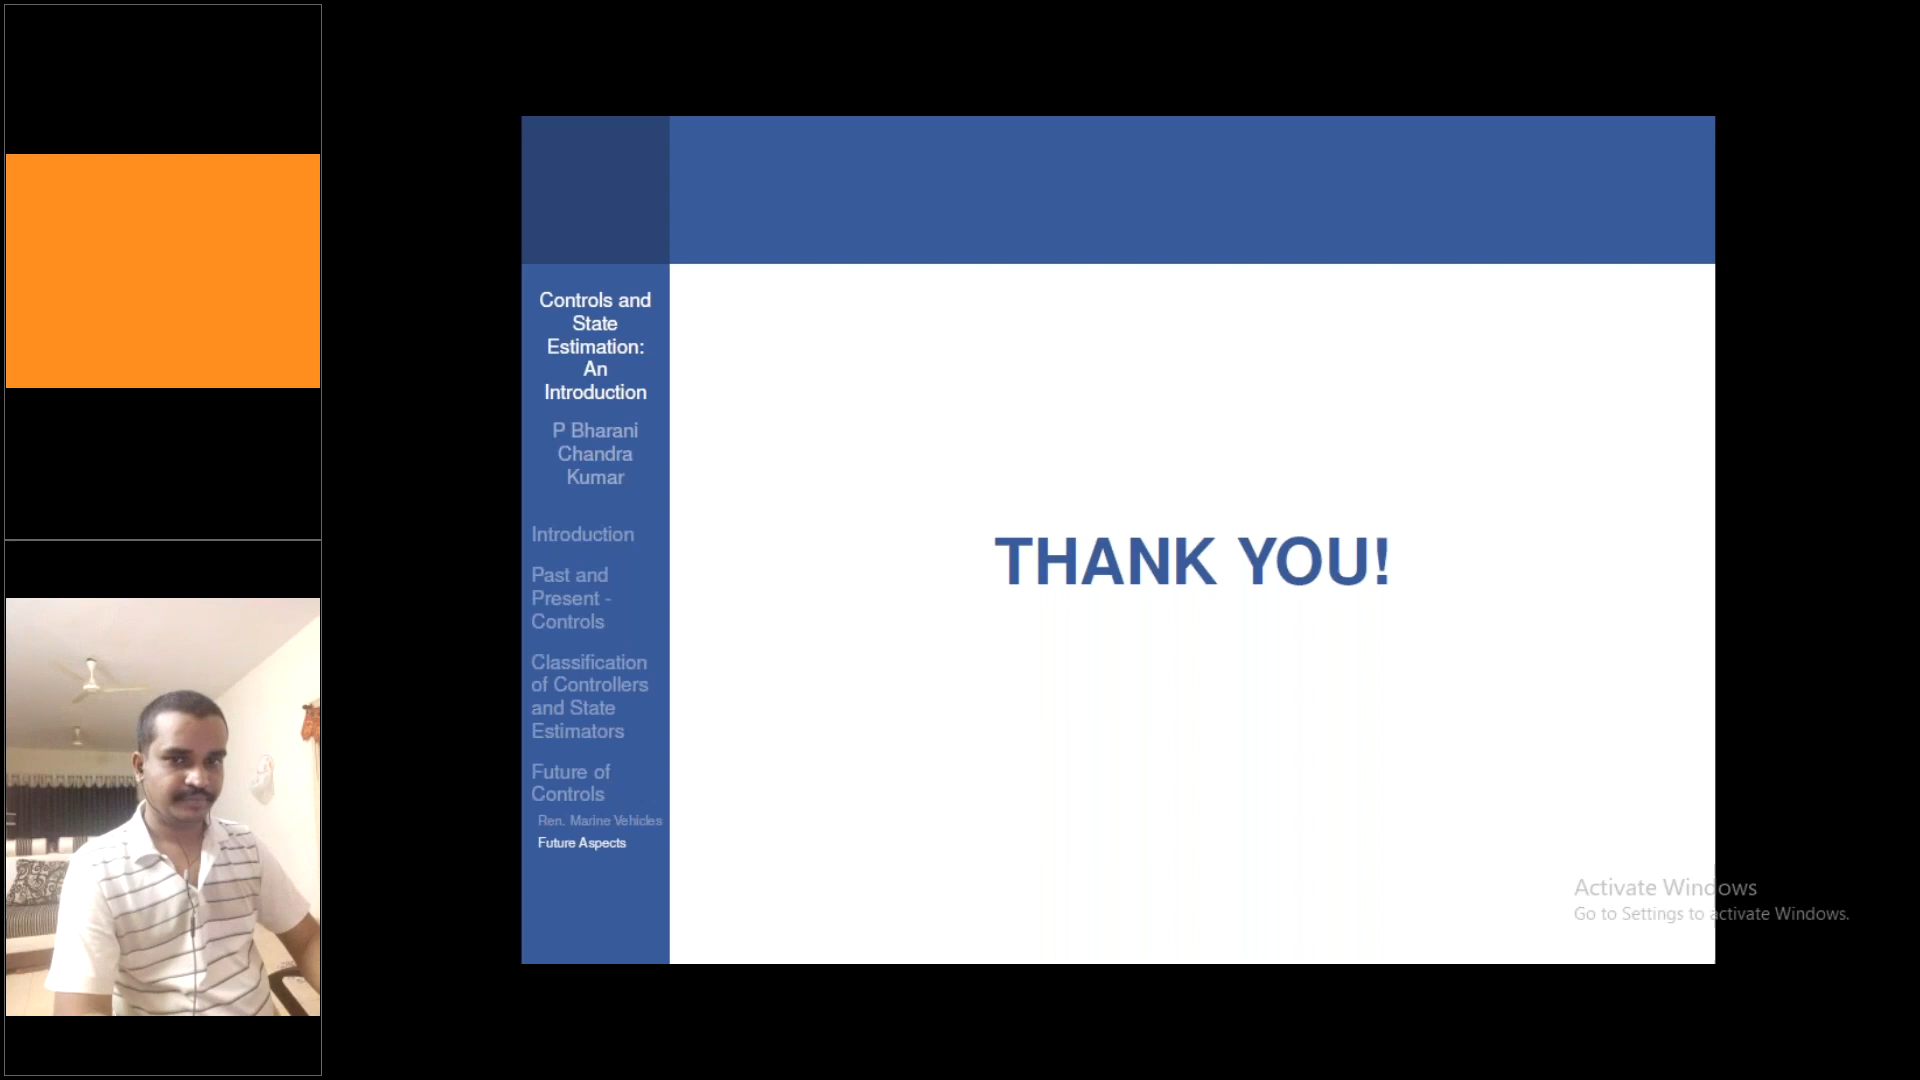 Controls and
State
Estimation:
An
Introduction
P Bharani
Chandra
Kumar
Introduction
Past and
Present -
Controls
Classification
of Controllers
and State
Estimators
Future of
Controls
Ren. Marine Vehicles
Future Aspects
THANK YOU!
Activate Windows
Go to Settings to activate Windows.